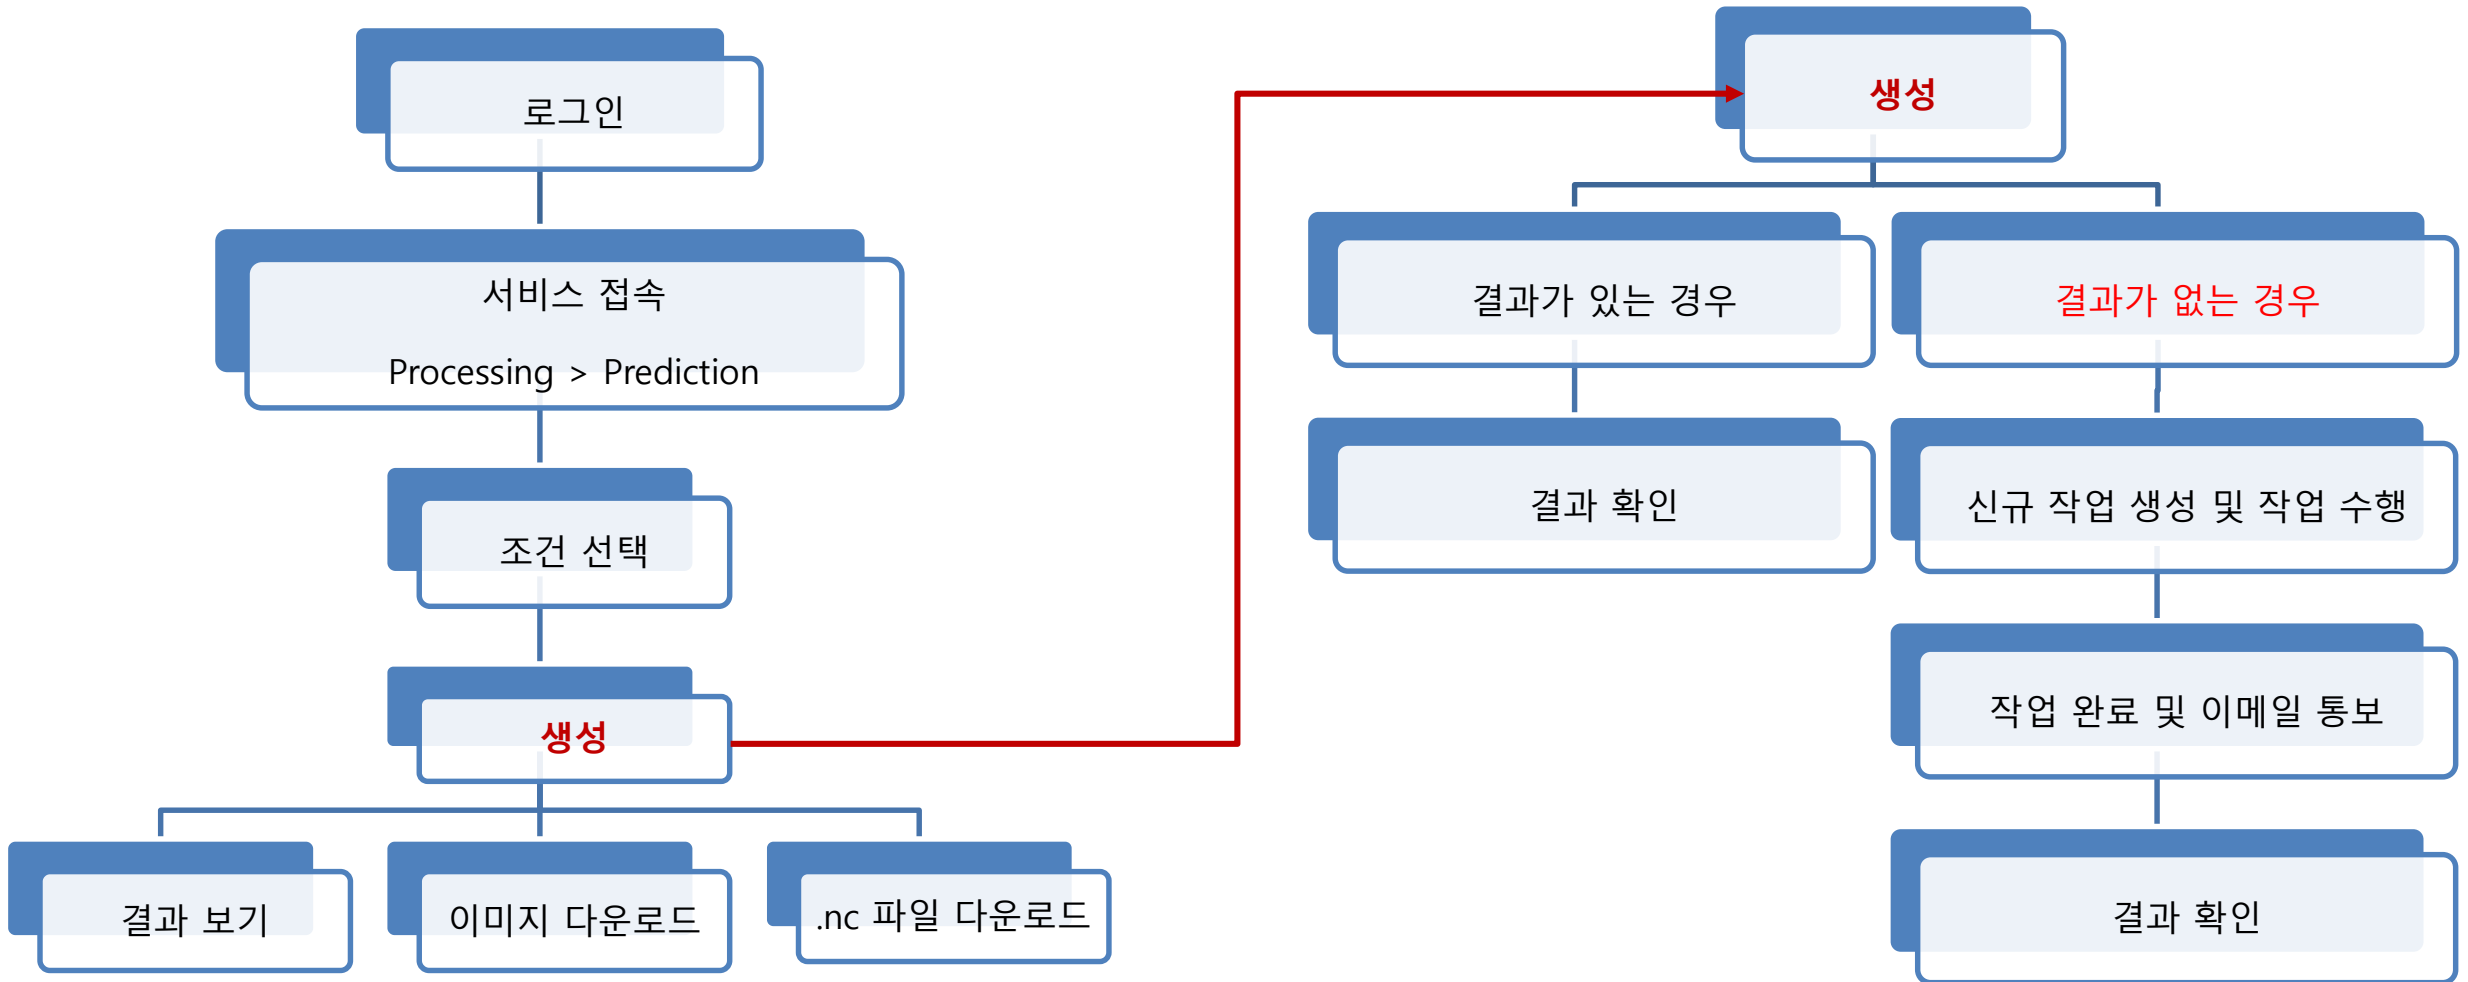 로그인
서비스 접속
Processing > Prediction
조건 선택
생성
결과 보기
이미지 다운로드
.nc 파일 다운로드
생성
결과가 있는 경우
결과 확인
결과가 없는 경우
신규 작업 생성 및 작업 수행
작업 완료 및 이메일 통보
결과 확인